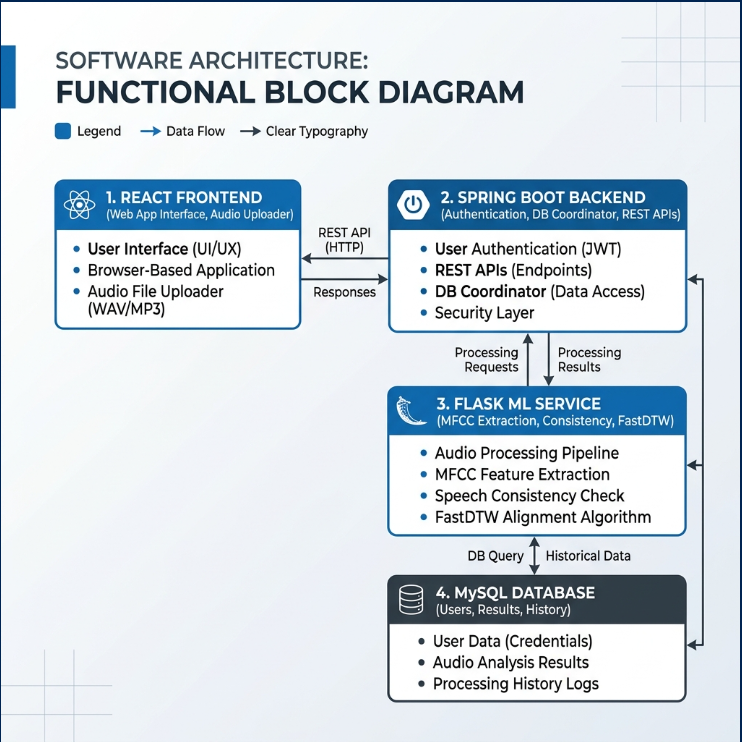 SOFTWARE ARCHITECTURE:
FUNCTIONAL BLOCK DIAGRAM
Legend
Data Flow
Clear Typography
1. REACT FRONTEND
(Web App Interface, Audio Uploader)
User Interface (UI/UX)
Browser-Based Application
Audio File Uploader
(WAV/MP3)
REST API
(HTTP)
Responses
2. SPRING BOOT BACKEND
(Authentication, DB Coordinator, REST APIs)
User Authentication (JWT)
REST APIs (Endpoints)
DB Coordinator (Data Access)
Security Layer
Processing
Requests
Processing
Results
3. FLASK ML SERVICE
(MFCC Extraction, Consistency, FastDTW)
Audio Processing Pipeline
MFCC Feature Extraction
Speech Consistency Check
FastDTW Alignment Algorithm
DB Query
Historical Data
4. MySQL DATABASE
(Users, Results, History)
User Data (Credentials)
Audio Analysis Results
Processing History Logs